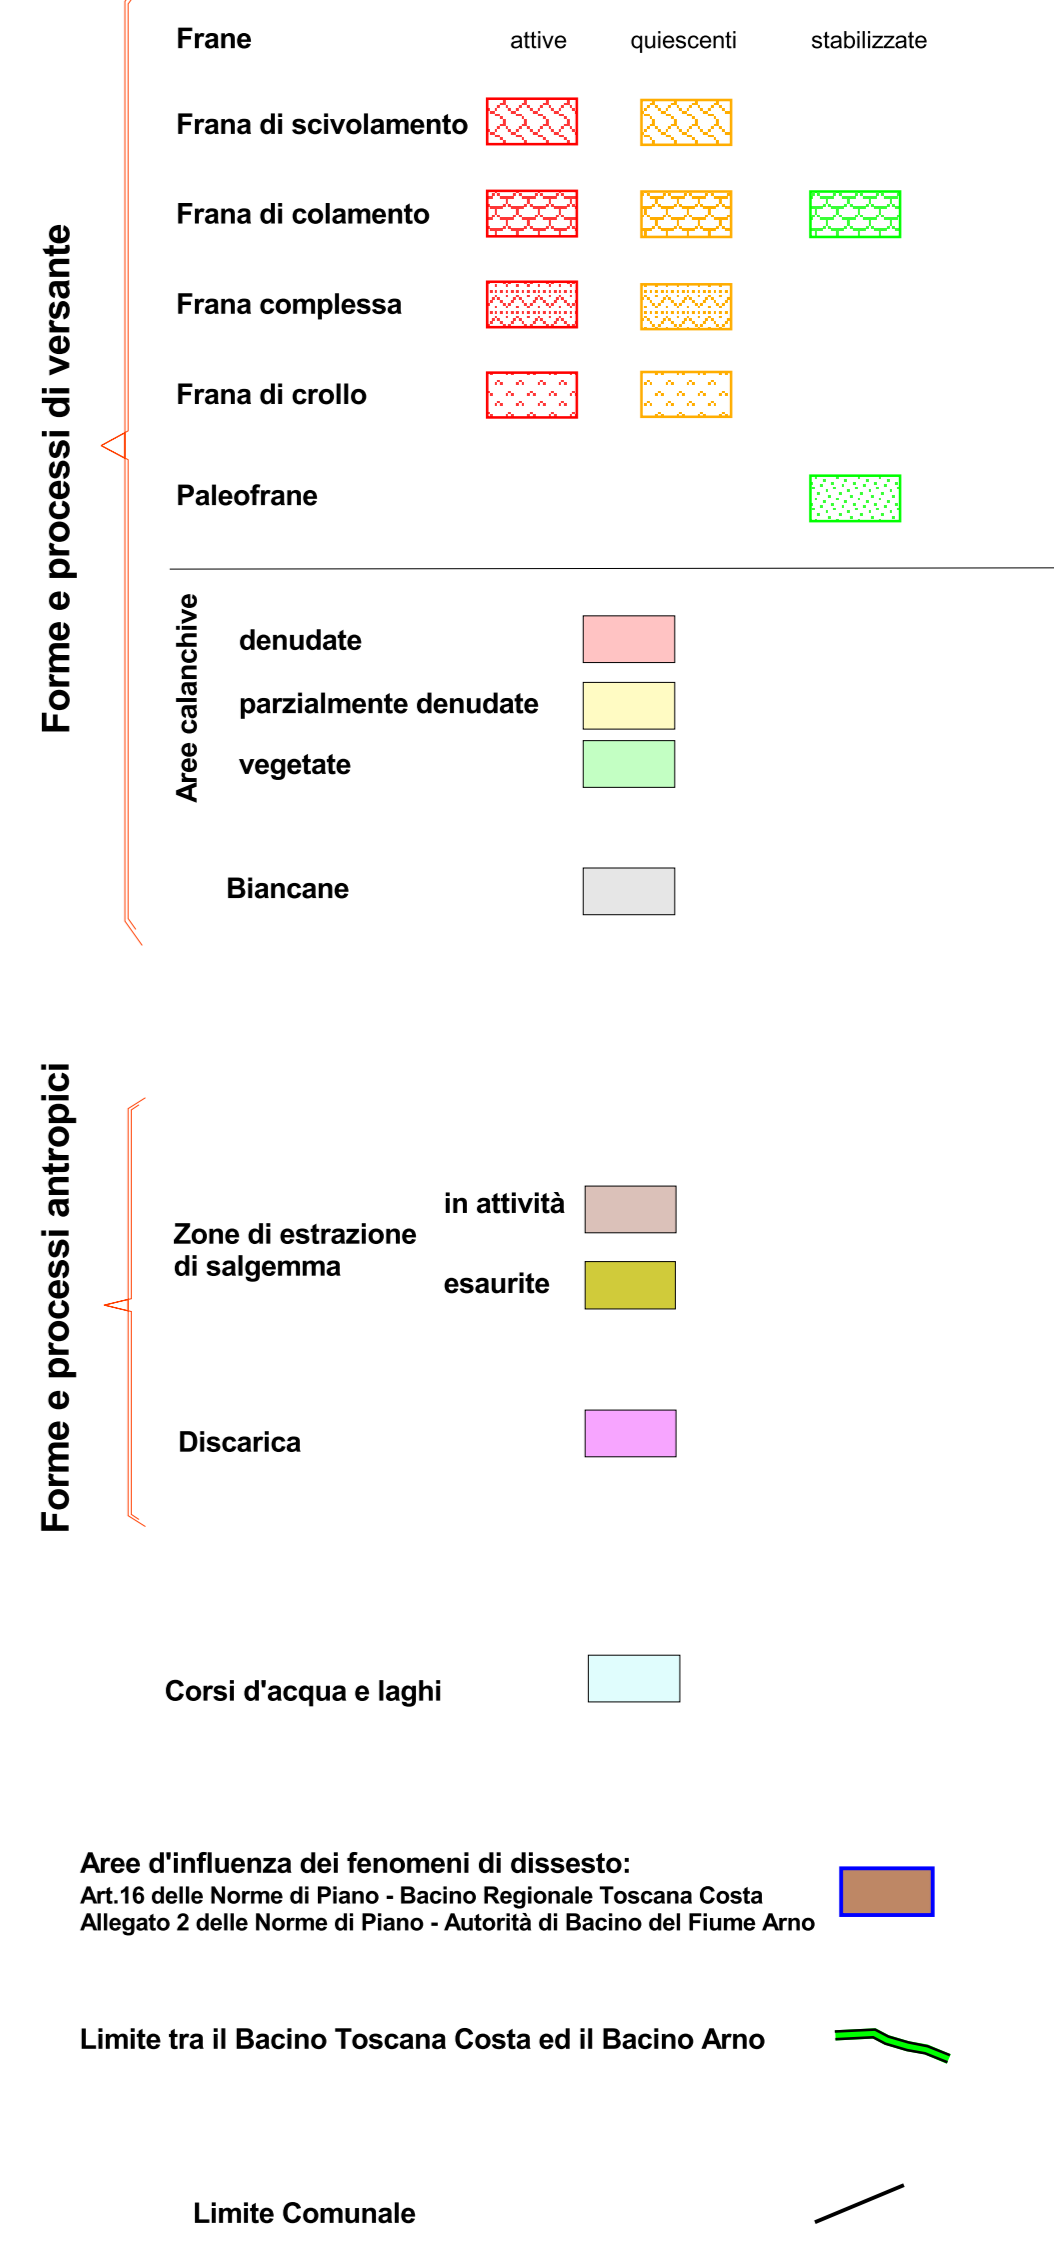 Forme e processi di versante
Frane attive quiescenti stabilizzate
Frana di scivolamento
Frana di colamento
Frana complessa
Frana di crollo
Paleofrane
Aree calanchive
denudate
parzialmente denudate
vegetate
Biancane
Forme e processi antropici
Zone di estrazione
di salgemma
in attività
esaurite
Discarica
Corsi d'acqua e laghi
Aree d'influenza dei fenomeni di dissesto:
Art.16 delle Norme di Piano - Bacino Regionale Toscana Costa
Allegato 2 delle Norme di Piano - Autorità di Bacino del Fiume Arno
Limite tra il Bacino Toscana Costa ed il Bacino Arno
Limite Comunale